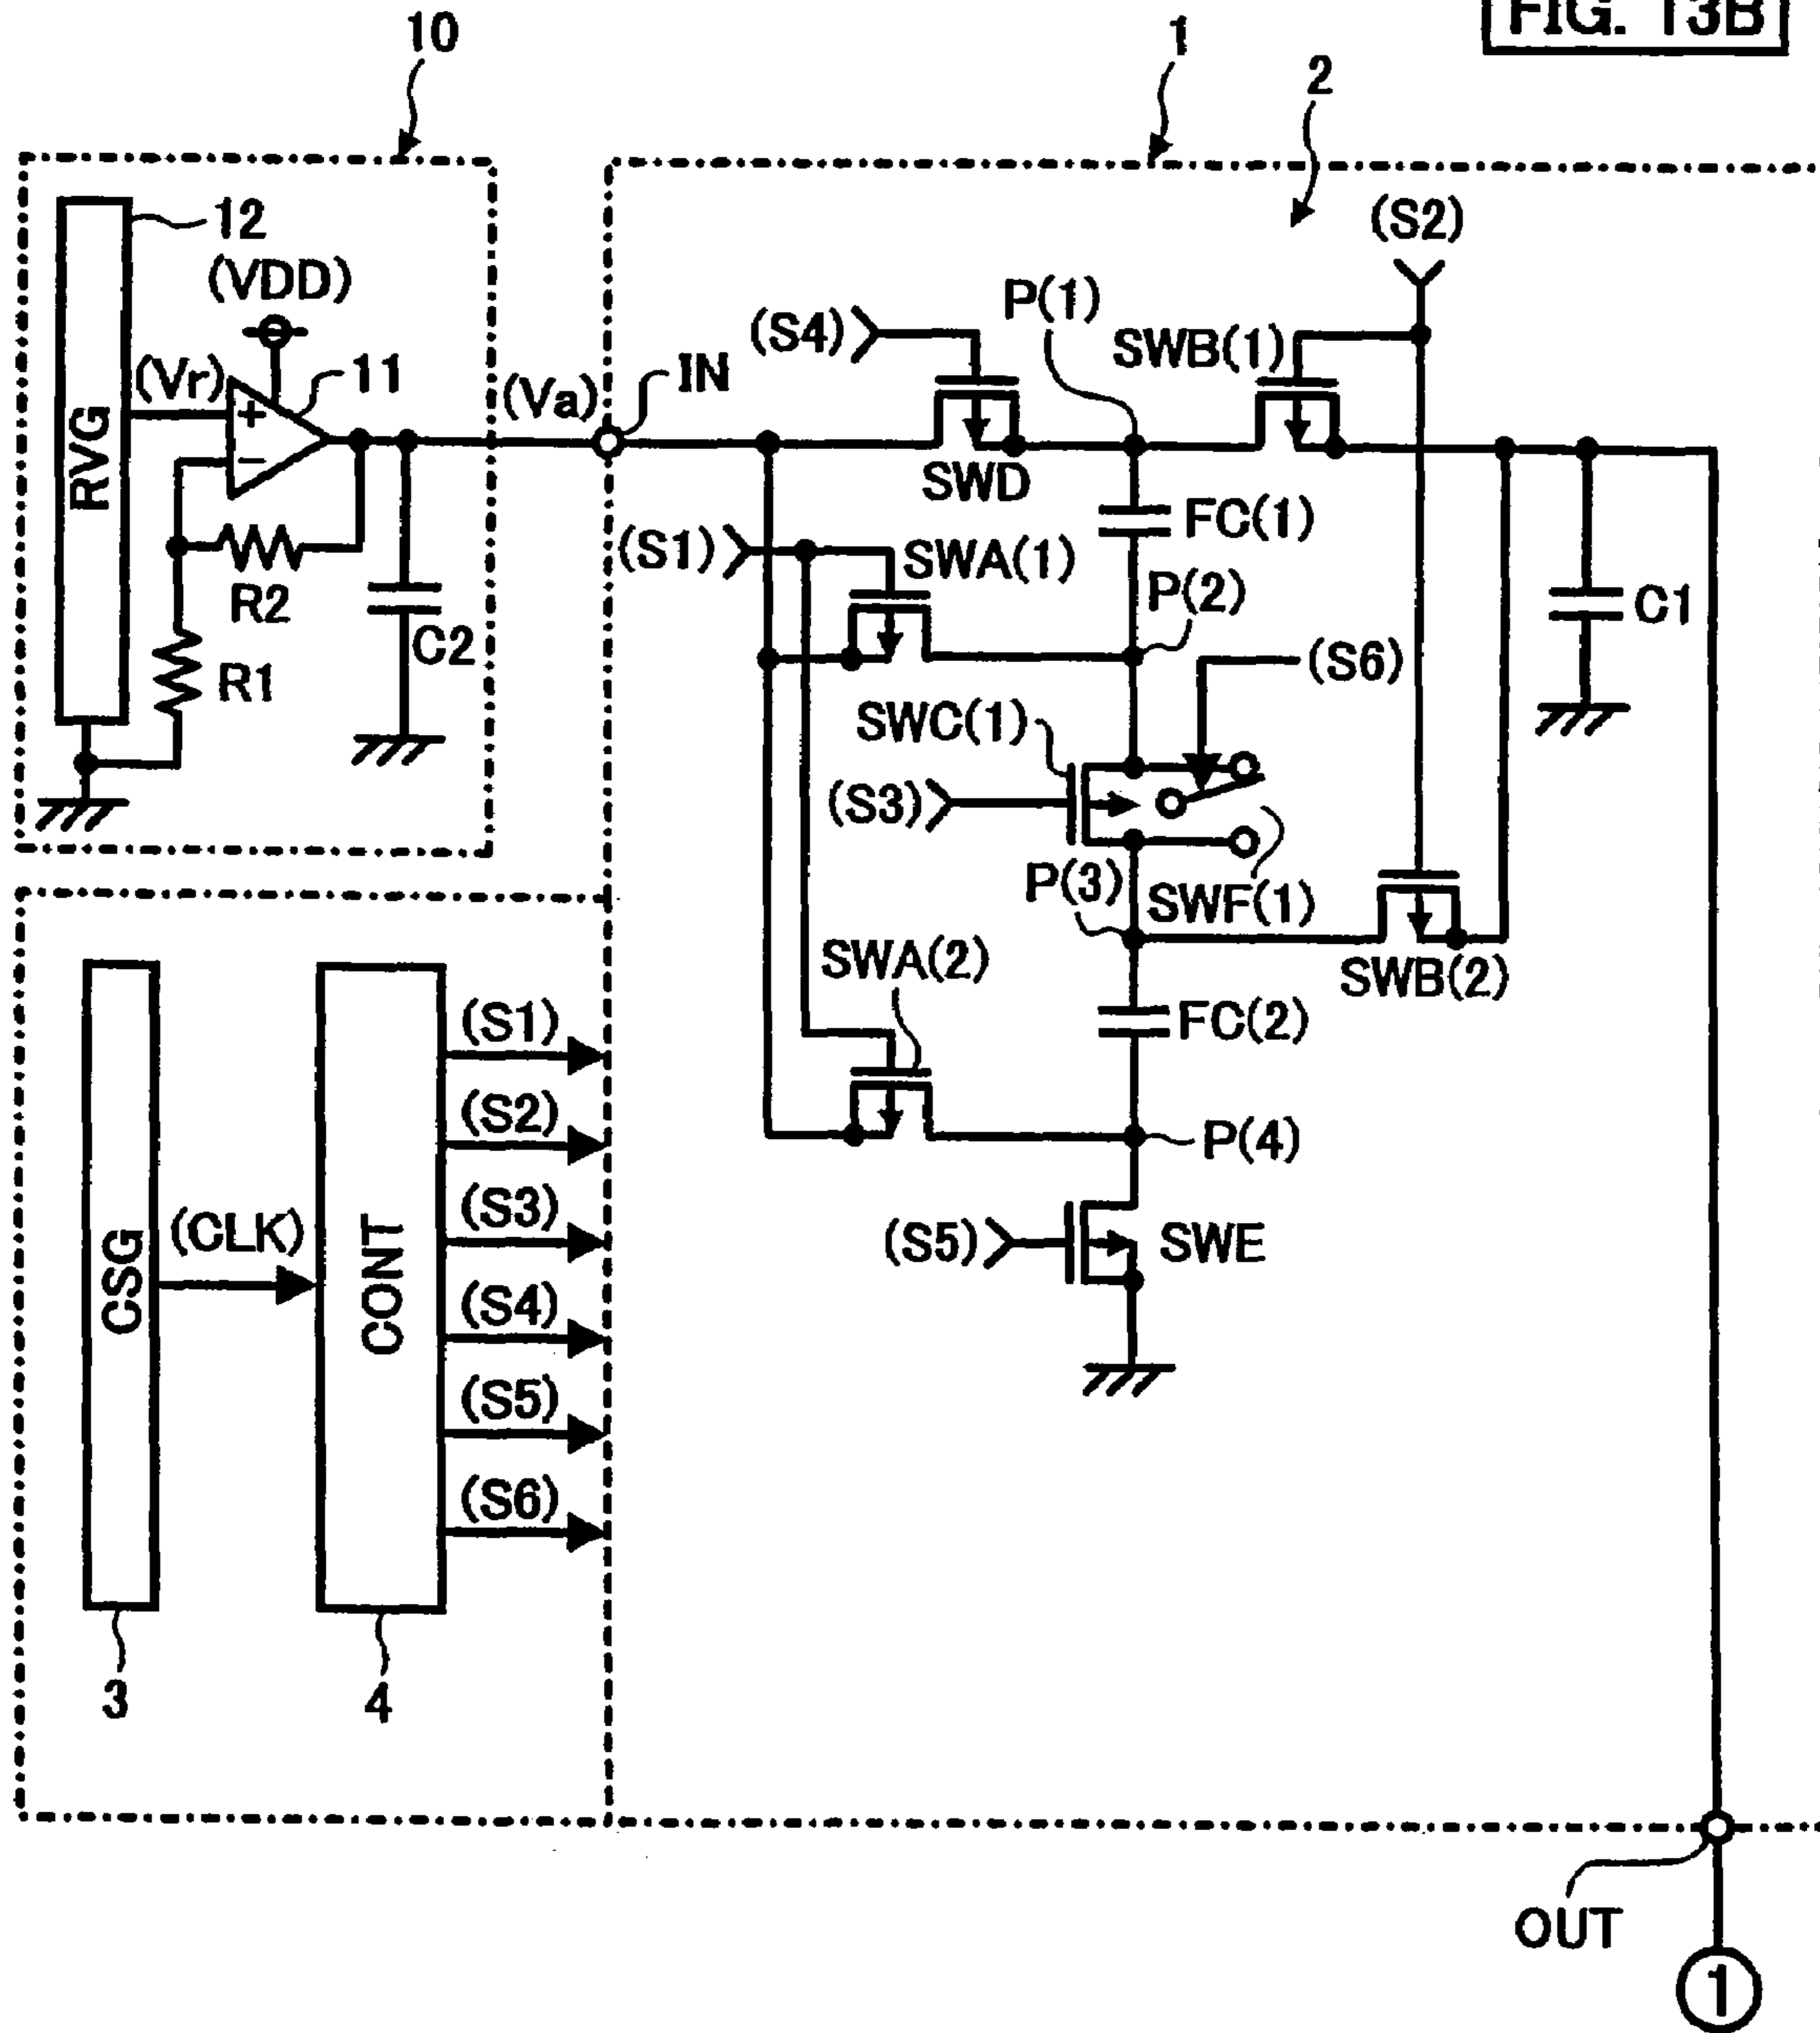 FIG. 13B
10
1
2
12
(VDD)
(S2)
P(1)
(S4)
SWB(1)
(Vr)
11
(Va)
IN
RVG
+
−
SWD
FC(1)
(S1)
SWA(1)
P(2)
R2
C1
C2
(S6)
R1
SWC(1)
(S3)
P(3)
SWF(1)
SWA(2)
SWB(2)
FC(2)
(S1)
(S2)
P(4)
(S3)
(CLK)
CSG
CONT
(S5)
SWE
(S4)
(S5)
(S6)
3
4
OUT
1